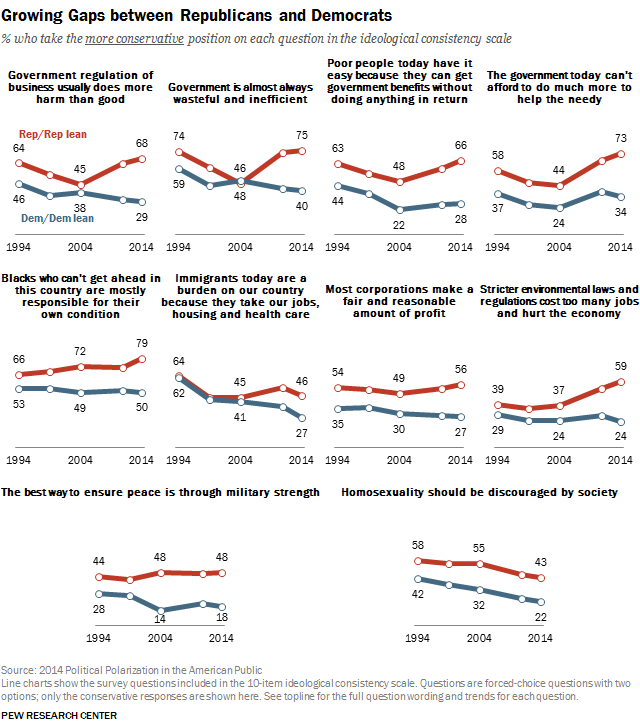 Growing Gaps between Republicans and Democrats
% who take the more conservative position on each question in the ideological consistency scale
Government regulation of
business usually does more
harm than good
Rep/Rep lean
64
45
68
46
38
29
Dem/Dem lean
1994 2004 2014
Government is almost always
wasteful and inefficient
74
46
75
59
48
40
1994 2004 2014
Poor people today have it
easy because they can get
government benefits without
doing anything in return
63
48
66
44
22
28
1994 2004 2014
The government today can't
afford to do much more to
help the needy
58
44
73
37
24
34
1994 2004 2014
Blacks who can't get ahead in
this country are mostly
responsible for their
own condition
66
72
79
53
49
50
1994 2004 2014
Immigrants today are a
burden on our country
because they take our jobs,
housing and health care
64
45
46
62
41
27
1994 2004 2014
Most corporations make a
fair and reasonable
amount of profit
54
49
56
35
30
27
1994 2004 2014
Stricter environmental laws and
regulations cost too many jobs
and hurt the economy
39
37
59
29
24
24
1994 2004 2014
The best way to ensure peace is through military strength
44
48
48
28
14
18
1994 2004 2014
Homosexuality should be discouraged by society
58
55
43
42
32
22
1994 2004 2014
Source: 2014 Political Polarization in the American Public
Line charts show the survey questions included in the 10-item ideological consistency scale. Questions are forced-choice questions with two
options; only the conservative responses are shown here. See topline for the full question wording and trends for each question.
PEW RESEARCH CENTER